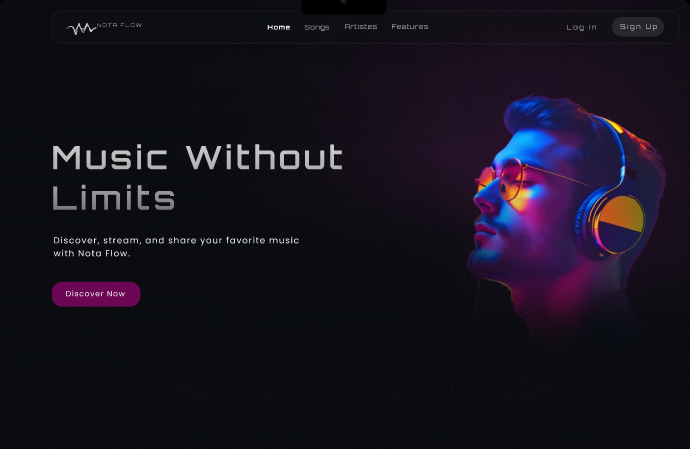 NOTA FLOW
Home Songs Artistes Features
Log In Sign Up
Music Without
Limits
Discover, stream, and share your favorite music
with Nota Flow.
Discover Now